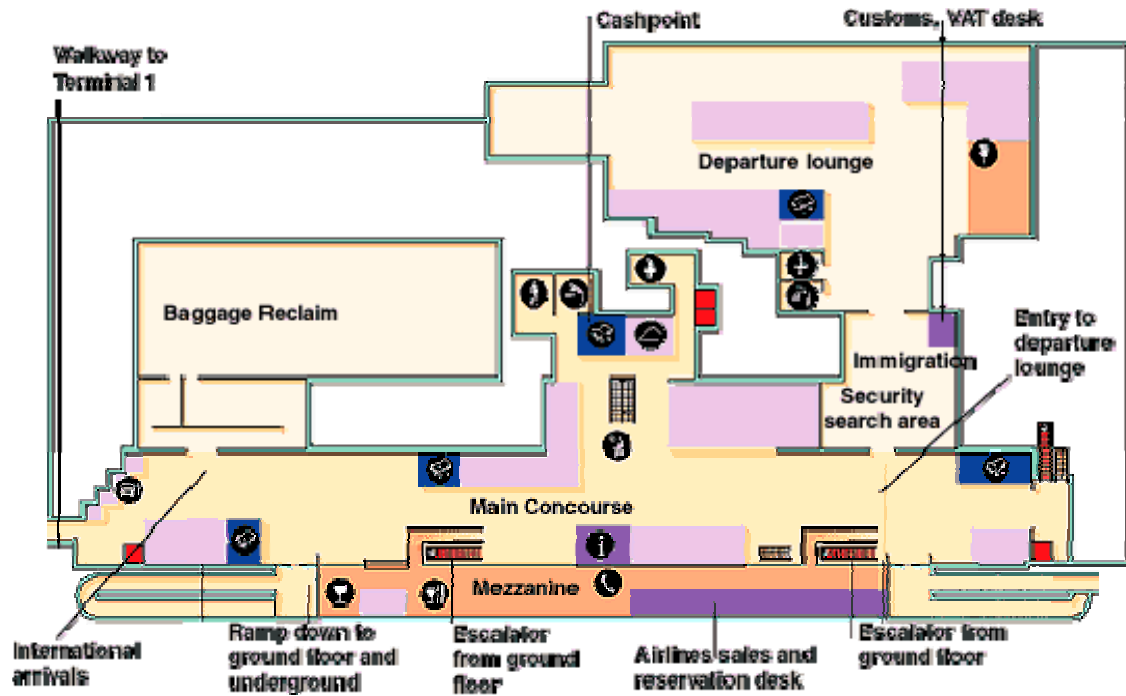 Cashpoint
Customs, VAT desk
Walkway to
Terminal 1
Departure lounge
Baggage Reclaim
Entry to
departure
lounge
Immigration
Security
search area
Main Concourse
i
Mezzanine
International
arrivals
Ramp down to
ground floor and
underground
Escalator
from ground
floor
Airlines sales and
reservation desk
Escalator from
ground floor